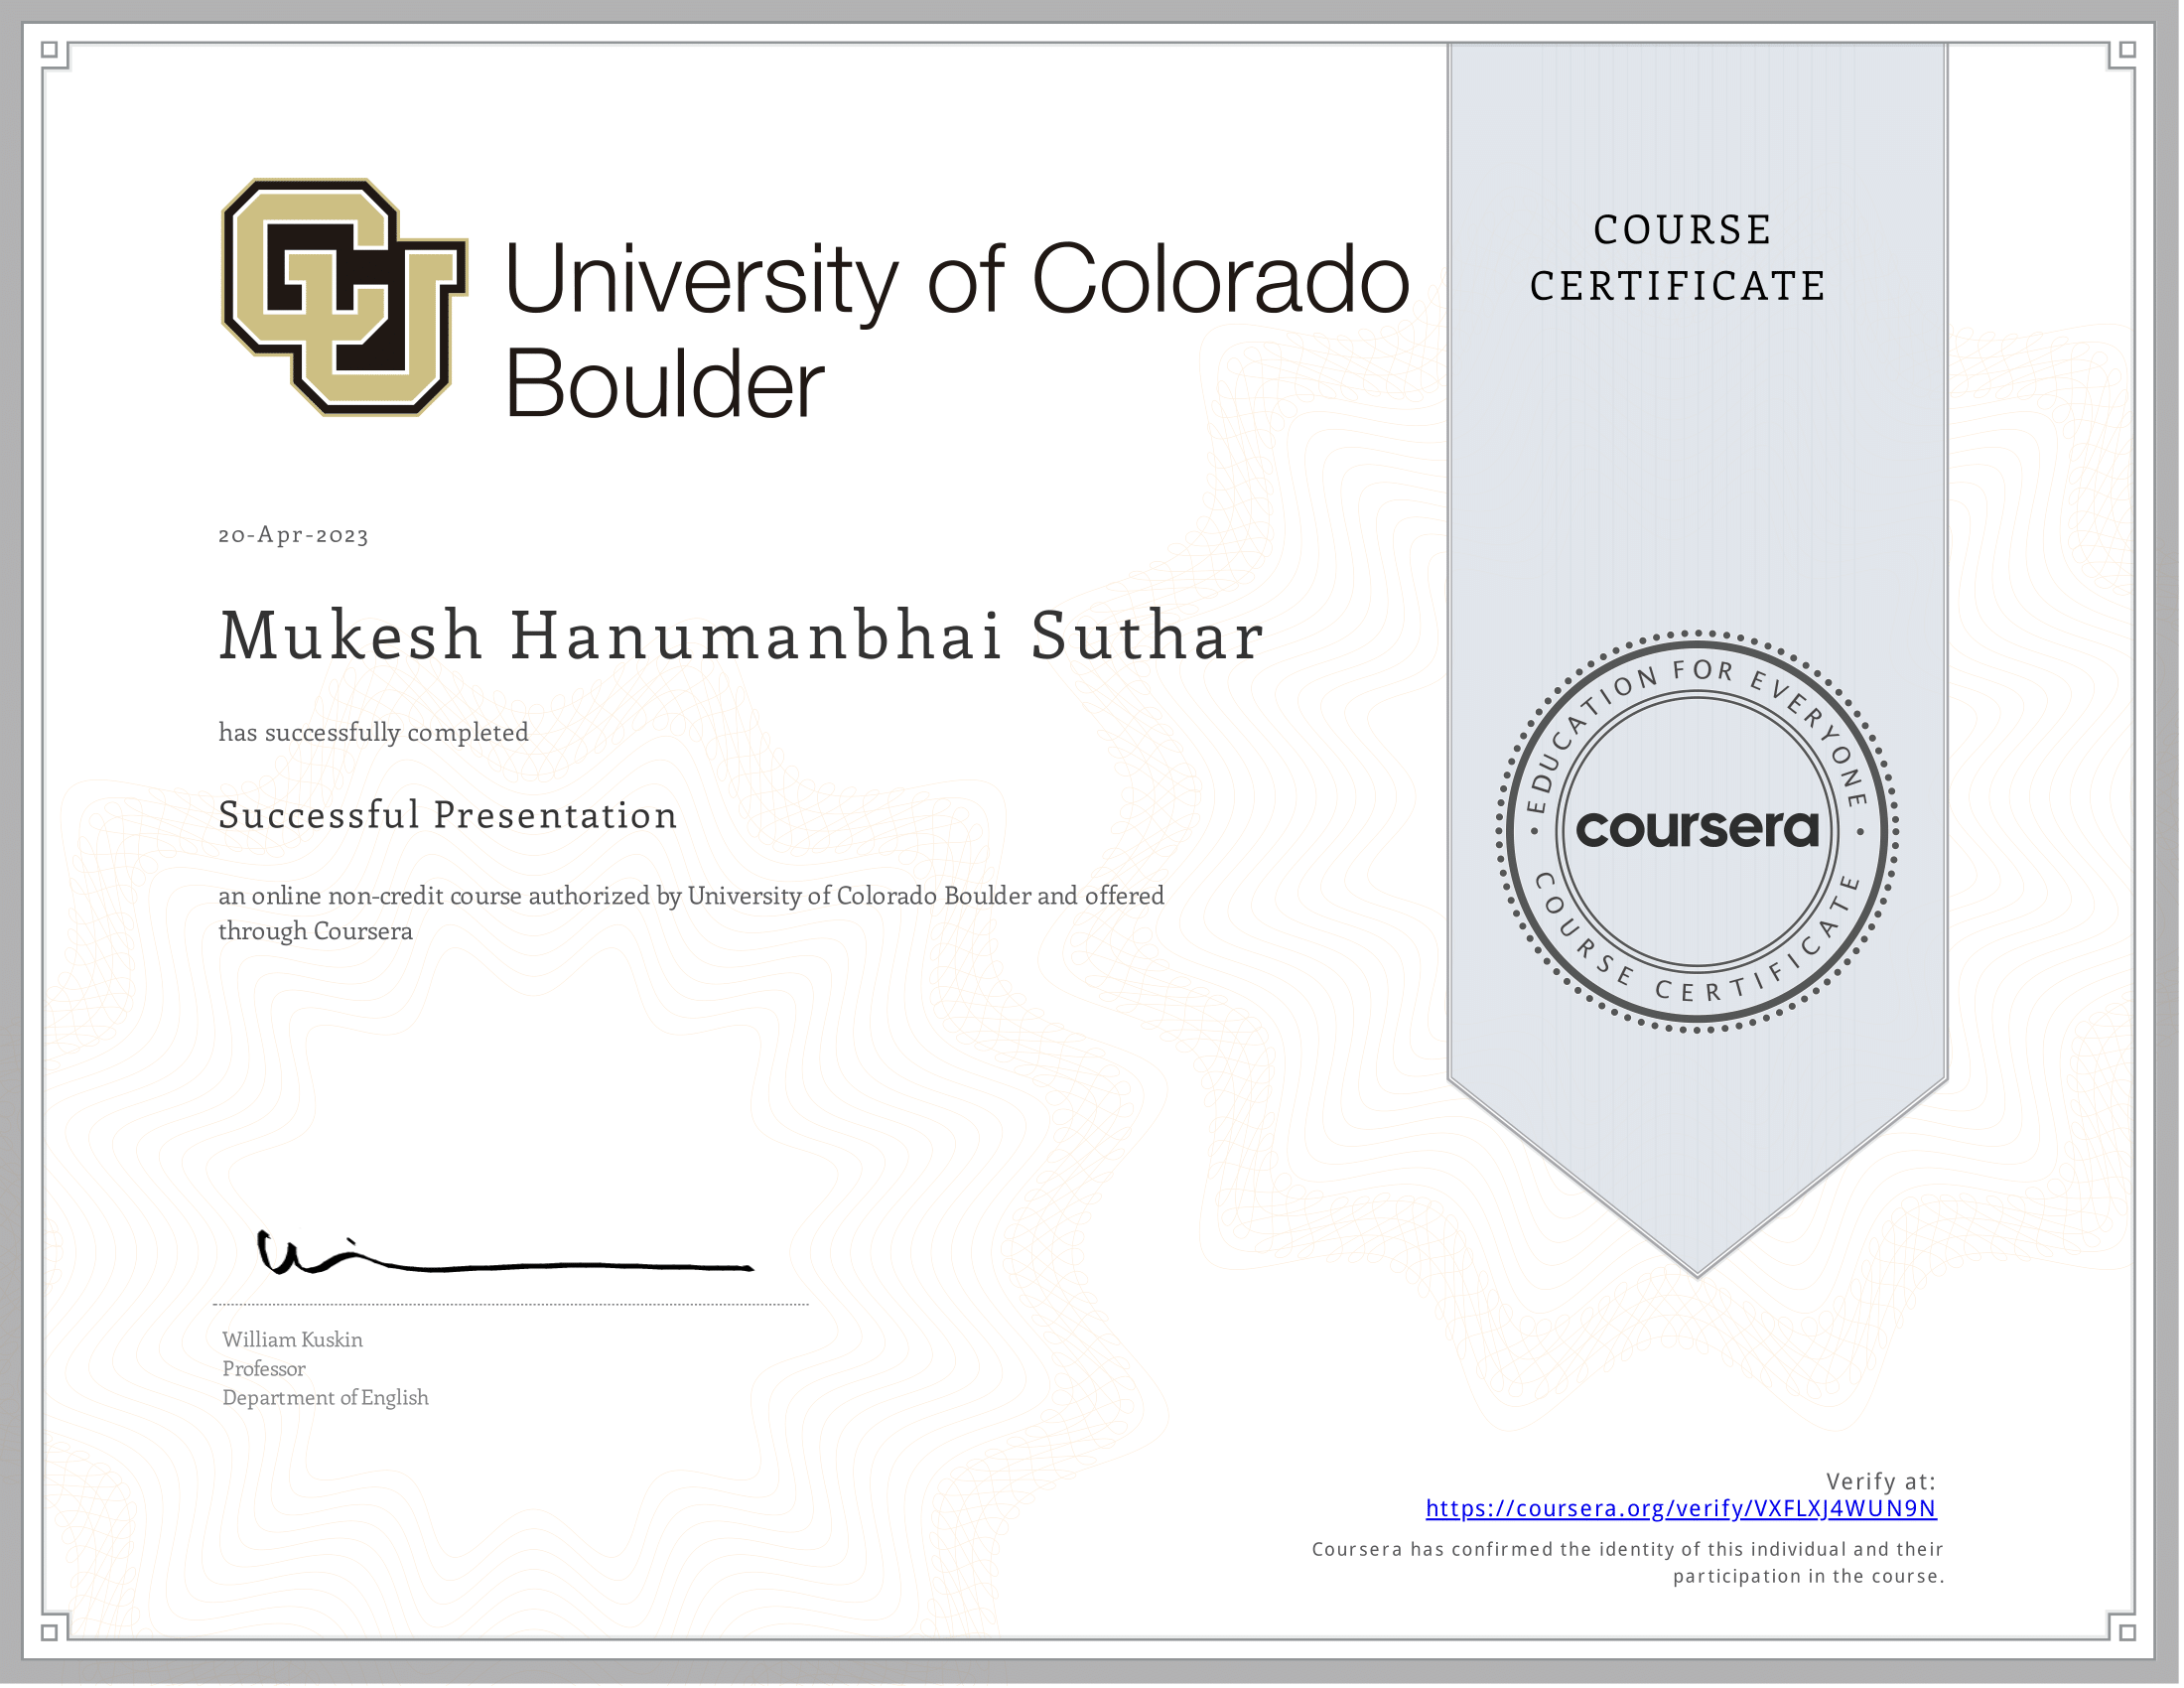 CU
University of Colorado
Boulder
COURSE
CERTIFICATE
20-Apr-2023
Mukesh Hanumanbhai Suthar
has successfully completed
Successful Presentation
an online non-credit course authorized by University of Colorado Boulder and offered
through Coursera
EDUCATION FOR EVERYONE
coursera
COURSE CERTIFICATE
William Kuskin
Professor
Department of English
Verify at:
https://coursera.org/verify/VXFLXJ4WUN9N
Coursera has confirmed the identity of this individual and their
participation in the course.